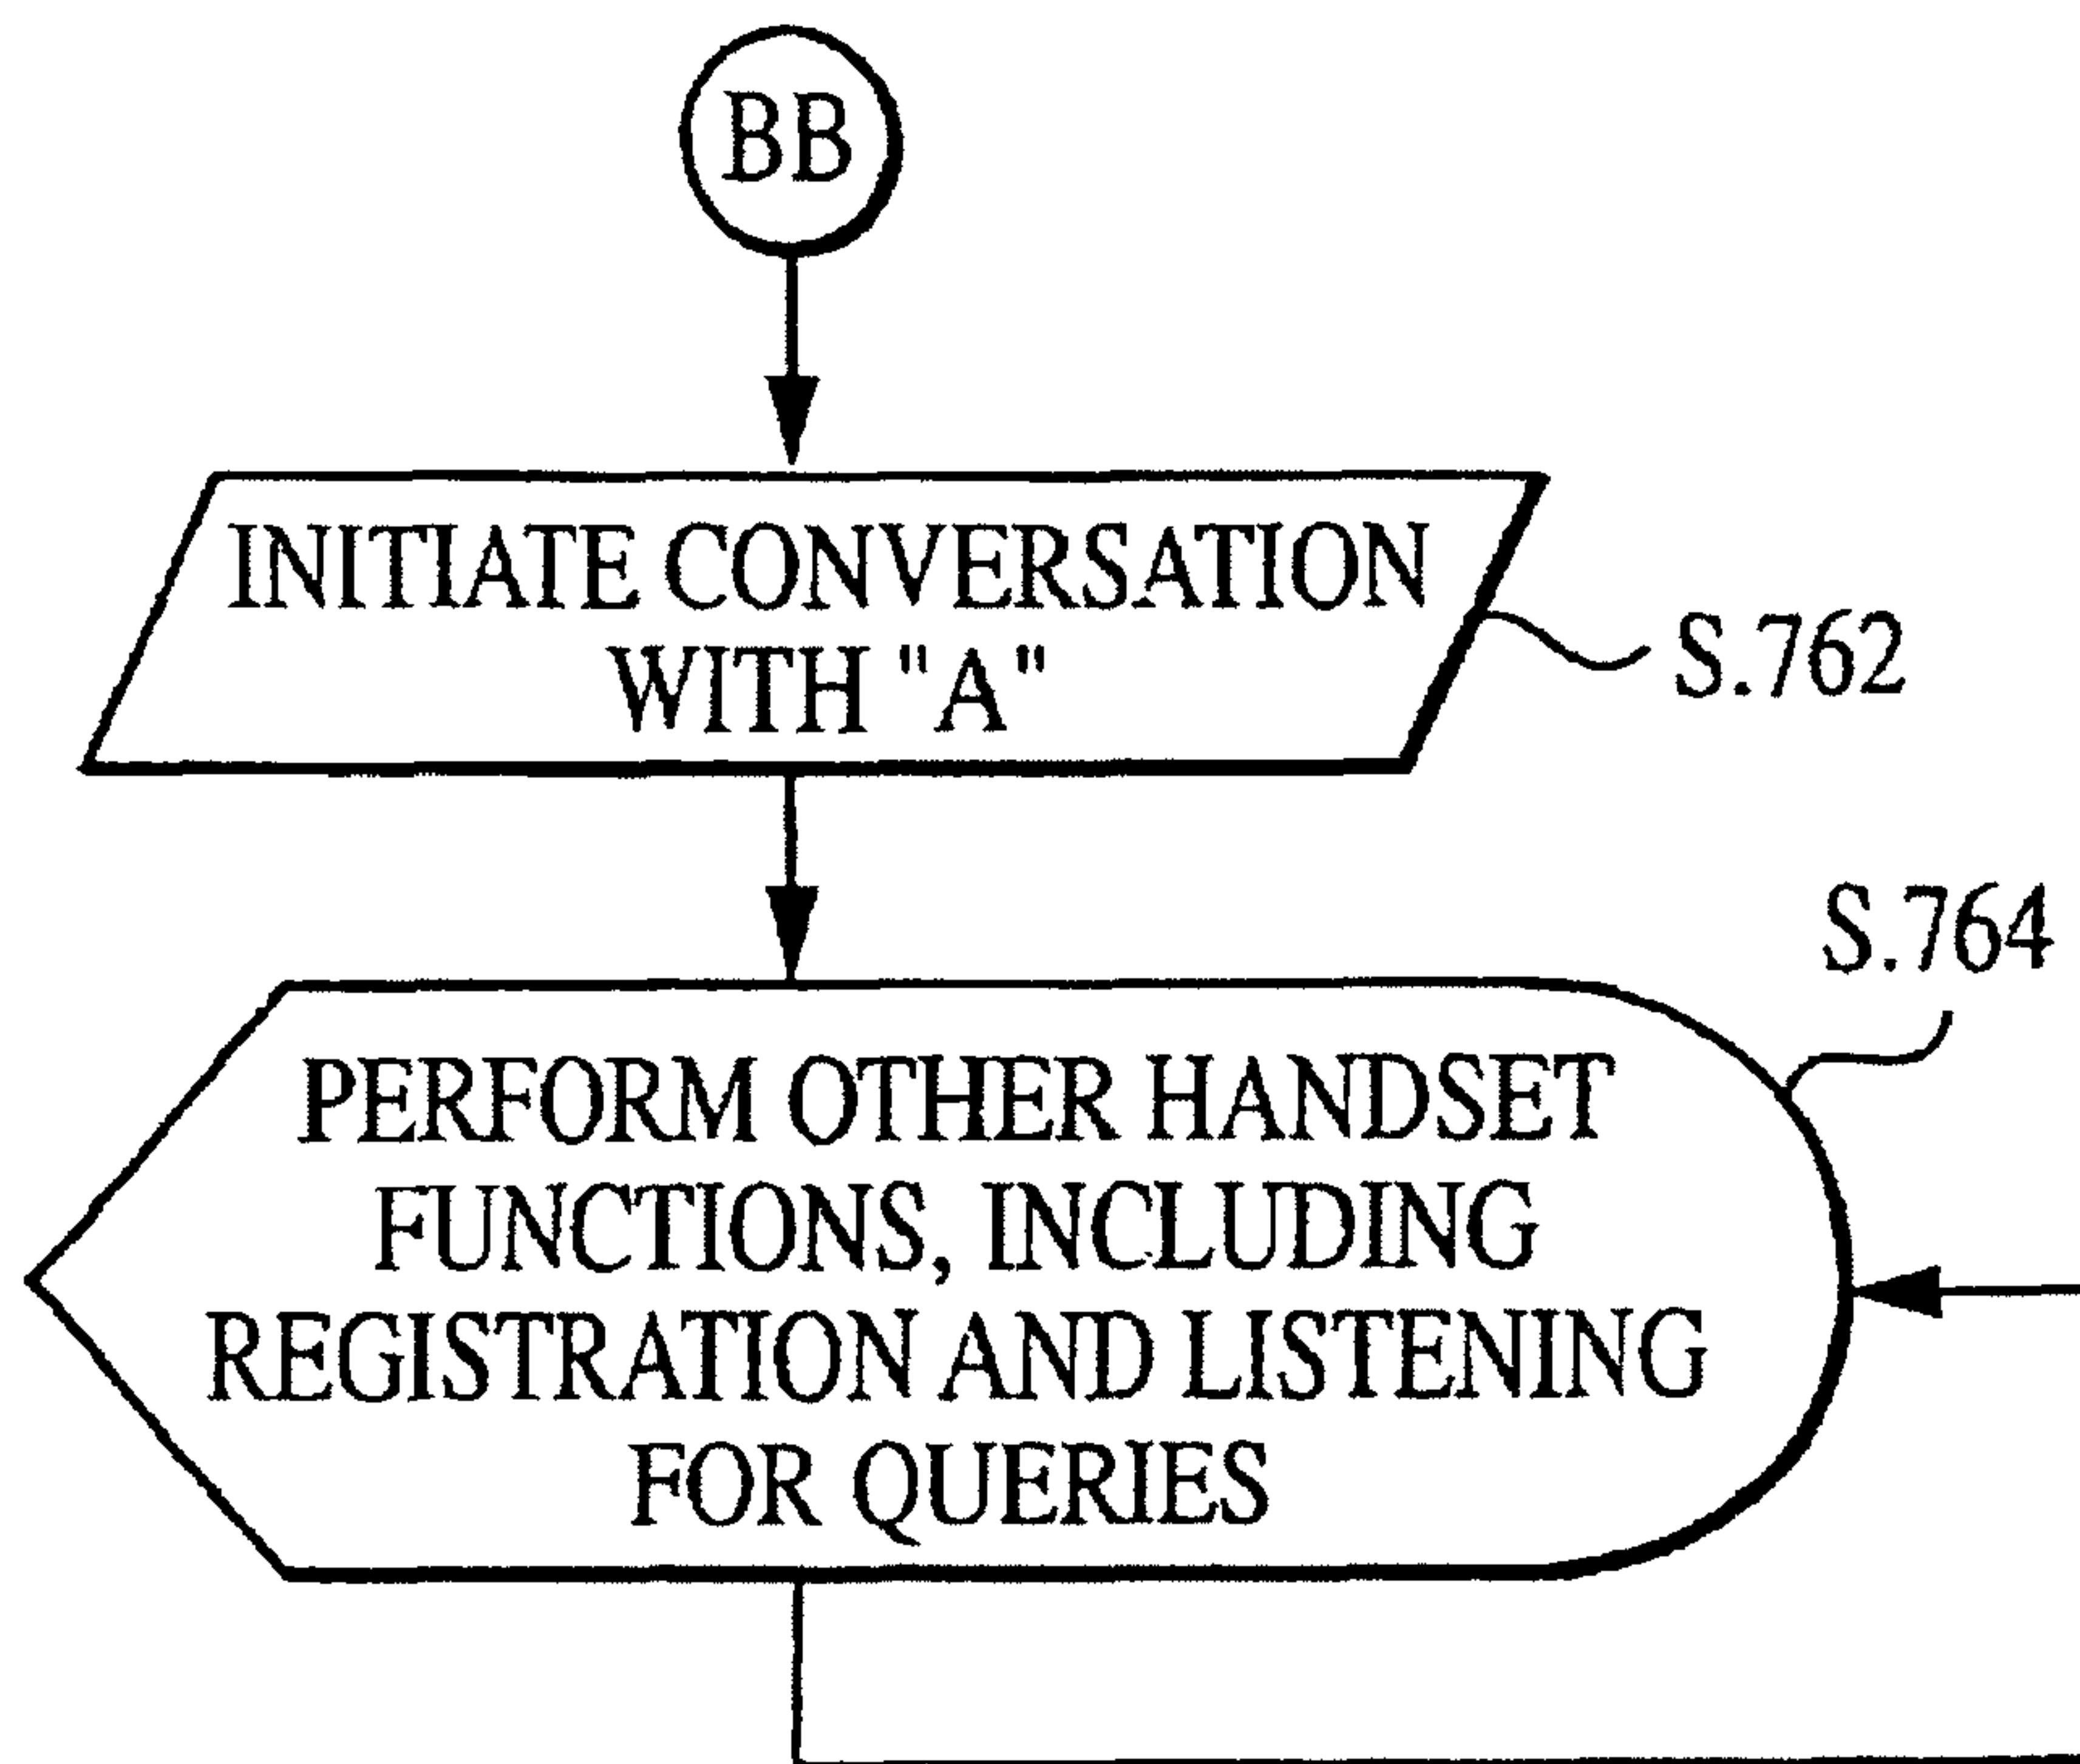 BB
INITIATE CONVERSATION
WITH "A"
S.762
S.764
PERFORM OTHER HANDSET
FUNCTIONS, INCLUDING
REGISTRATION AND LISTENING
FOR QUERIES